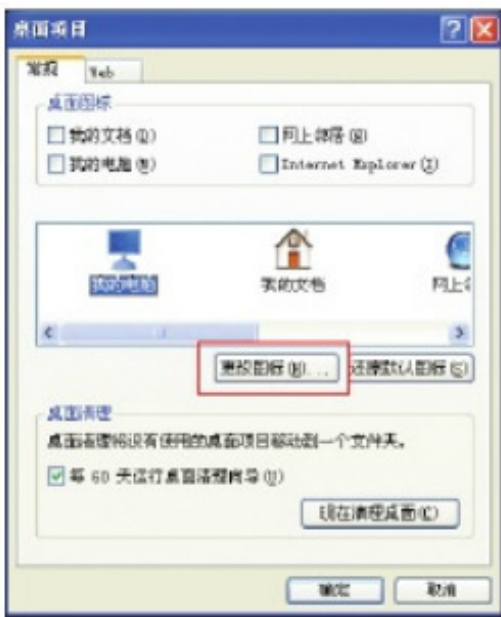 桌面项目
常规 Web
桌面图标
我的文档(D) 网上邻居(N)
我的电脑(M) Internet Explorer(I)
我的电脑 我的文档 网上
更改图标(H)... 还原默认图标(S)
桌面清理
桌面清理将没有使用的桌面项目移动到一个文件夹。
每 60 天运行桌面清理向导(U)
现在清理桌面(C)
确定 取消